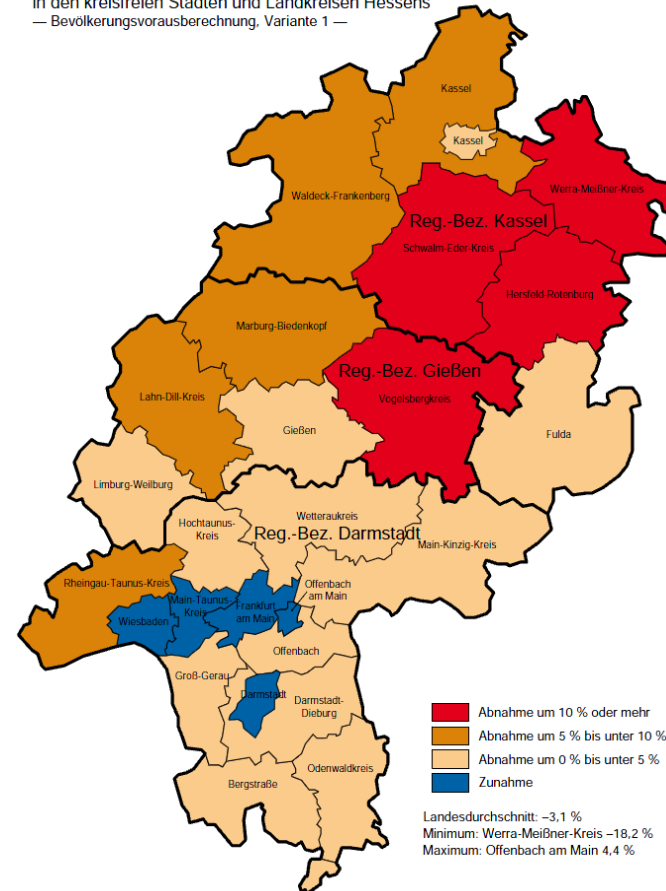 in den kreisfreien Städten und Landkreisen Hessens
— Bevölkerungsvorausberechnung, Variante 1 —
Kassel
Kassel
Werra-Meißner-Kreis
Waldeck-Frankenberg
Reg.-Bez. Kassel
Schwalm-Eder-Kreis
Hersfeld-Rotenburg
Marburg-Biedenkopf
Reg.-Bez. Gießen
Vogelsbergkreis
Lahn-Dill-Kreis
Gießen
Fulda
Limburg-Weilburg
Wetteraukreis
Hochtaunus-
Kreis
Reg.-Bez. Darmstadt
Main-Kinzig-Kreis
Rheingau-Taunus-Kreis
Offenbach
am Main
Main-Taunus-
Kreis
Frankfurt
am Main
Wiesbaden
Offenbach
Groß-Gerau
Darmstadt
Darmstadt-
Dieburg
Odenwaldkreis
Bergstraße
Abnahme um 10 % oder mehr
Abnahme um 5 % bis unter 10 %
Abnahme um 0 % bis unter 5 %
Zunahme
Landesdurchschnitt: –3,1 %
Minimum: Werra-Meißner-Kreis –18,2 %
Maximum: Offenbach am Main 4,4 %